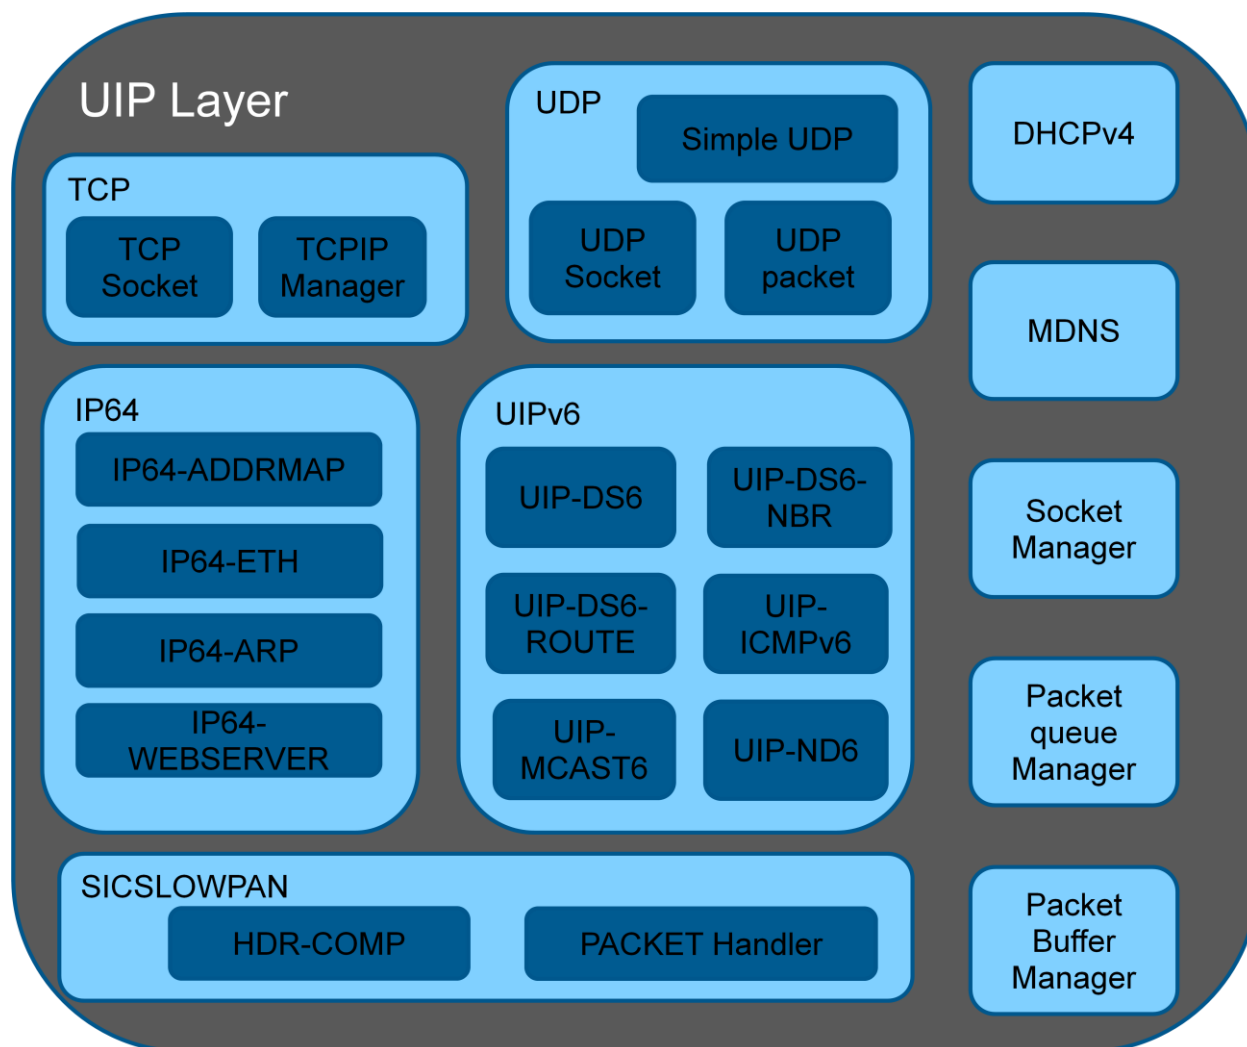 UIP Layer
TCP
TCP
Socket
TCPIP
Manager
UDP
Simple UDP
UDP
Socket
UDP
packet
DHCPv4
MDNS
IP64
IP64-ADDRMAP
IP64-ETH
IP64-ARP
IP64-
WEBSERVER
UIPv6
UIP-DS6
UIP-DS6-
NBR
UIP-DS6-
ROUTE
UIP-
ICMPv6
UIP-
MCAST6
UIP-ND6
Socket
Manager
Packet
queue
Manager
SICSLOWPAN
HDR-COMP
PACKET Handler
Packet
Buffer
Manager